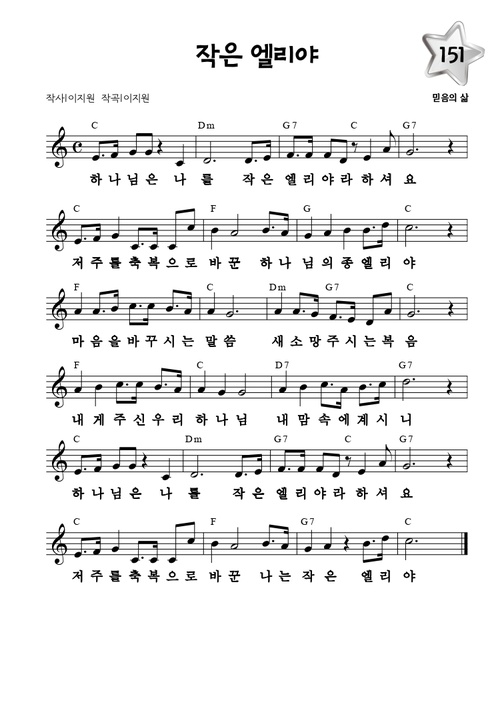 작은 엘리야
151
작사|이지원 작곡|이지원
믿음의 삶
C Dm G7 C G7
하 나 님 은 나 를 작 은 엘 리 야 라 하 셔 요
C F G C
저 주 를 축 복 으 로 바 꾼 하 나 님 의 종 엘 리 야
F C Dm G7
마 음 을 바 꾸 시 는 말 씀 새 소 망 주 시 는 복 음
F C D7 G7
내 게 주 신 우 리 하 나 님 내 맘 속 에 계 시 니
C Dm G7 C G7
하 나 님 은 나 를 작 은 엘 리 야 라 하 셔 요
C F G7 C
저 주 를 축 복 으 로 바 꾼 나 는 작 은 엘 리 야